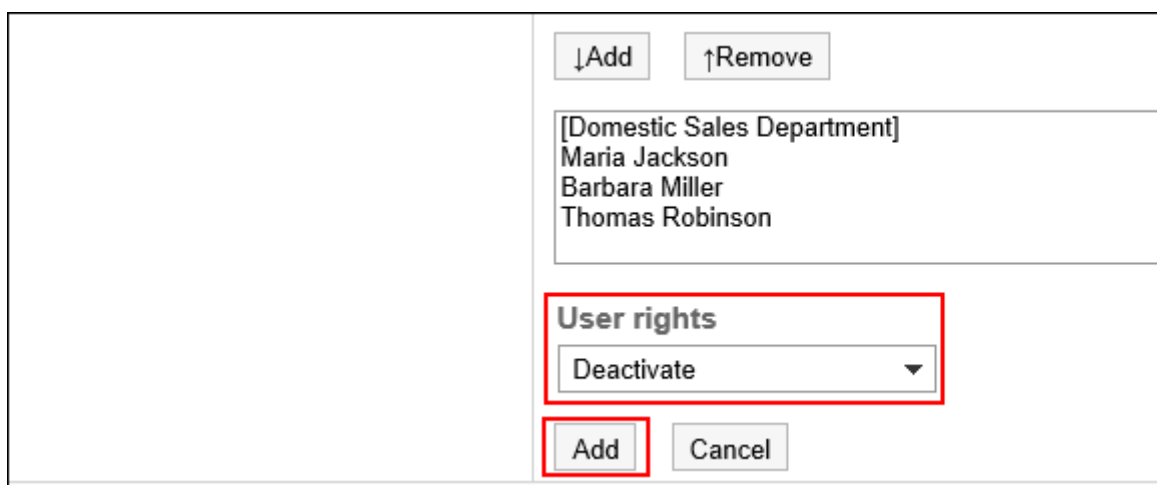 ↓Add ↑Remove
[Domestic Sales Department]
Maria Jackson
Barbara Miller
Thomas Robinson
User rights
Deactivate
Add Cancel